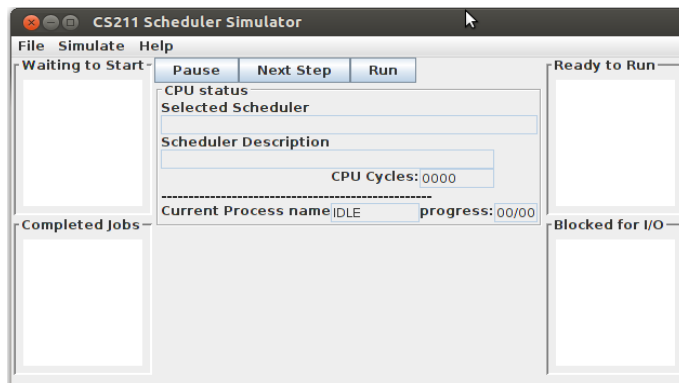 CS211 Scheduler Simulator
File Simulate Help
Waiting to Start
Pause Next Step Run
Ready to Run
CPU status
Selected Scheduler
Scheduler Description
CPU Cycles: 0000
Current Process name IDLE progress: 00/00
Completed Jobs
Blocked for I/O